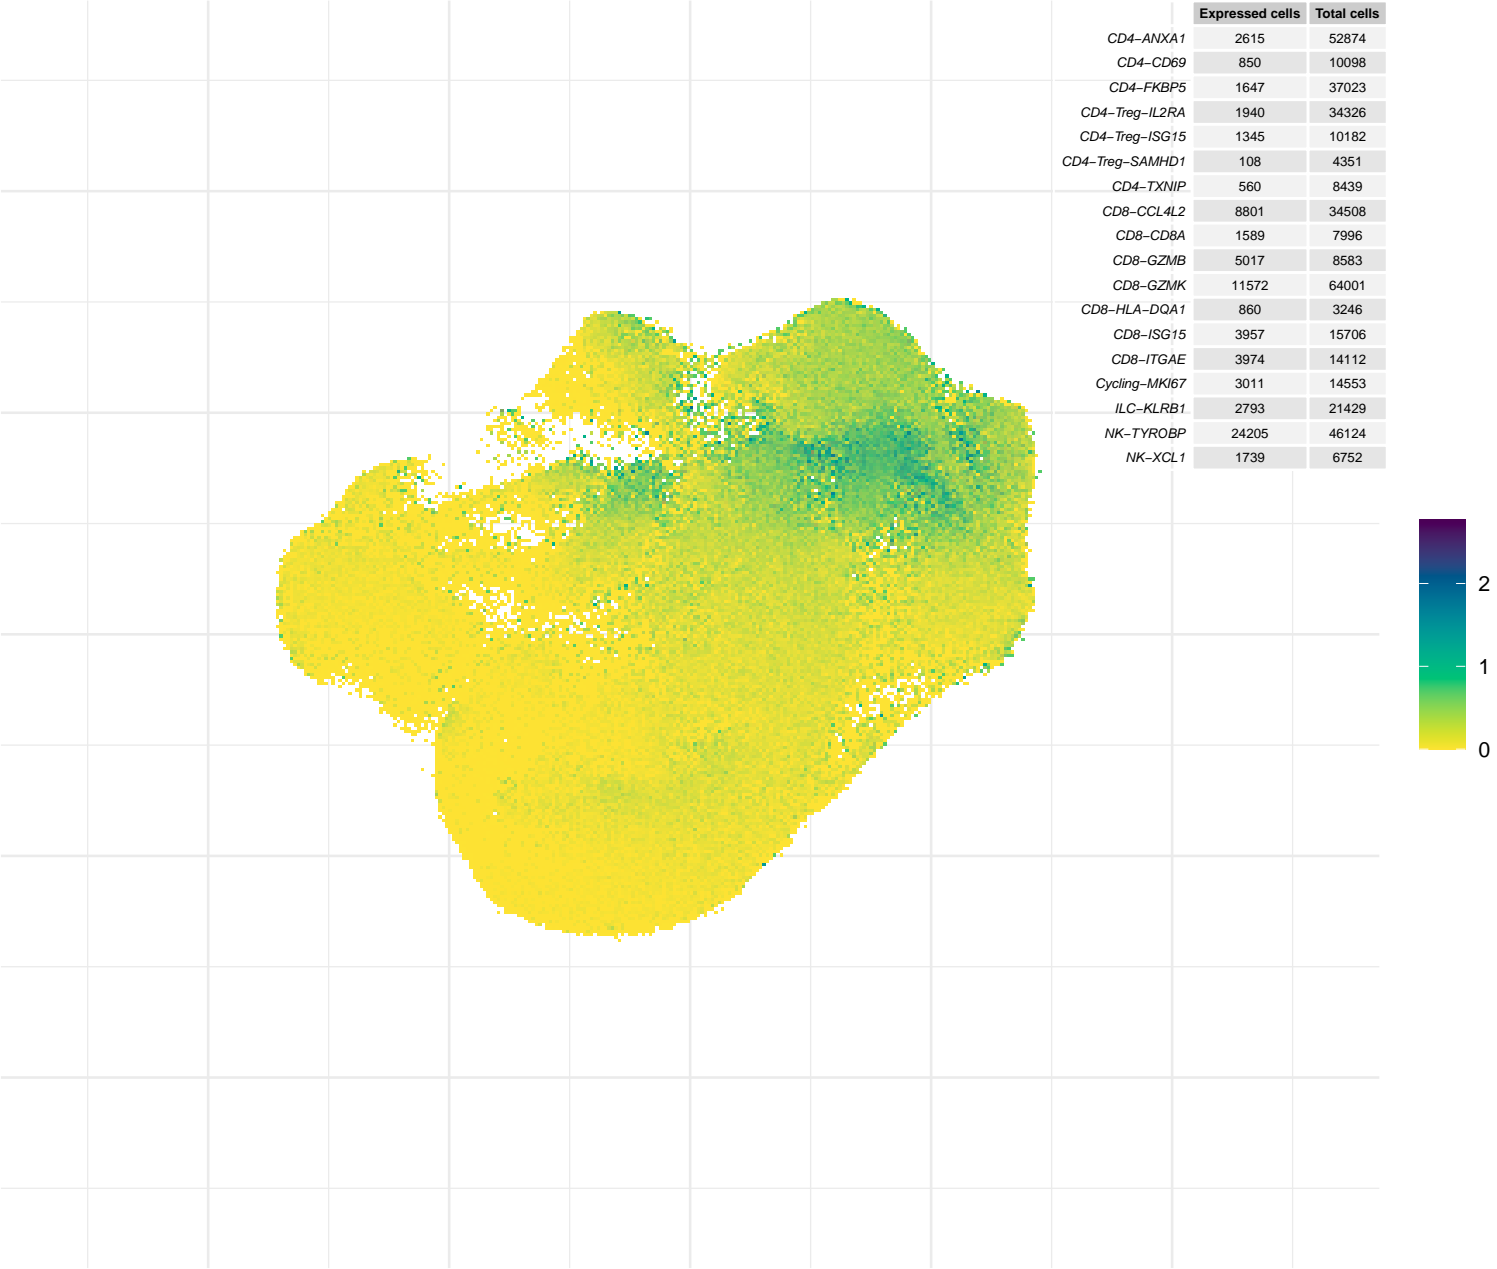 Expressed cells Total cells
CD4−ANXA1 2615 52874
CD4−CD69 850 10098
CD4−FKBP5 1647 37023
CD4−Treg−IL2RA 1940 34326
CD4−Treg−ISG15 1345 10182
CD4−Treg−SAMHD1 108 4351
CD4−TXNIP 560 8439
CD8−CCL4L2 8801 34508
CD8−CD8A 1589 7996
CD8−GZMB 5017 8583
CD8−GZMK 11572 64001
CD8−HLA−DQA1 860 3246
CD8−ISG15 3957 15706
CD8−ITGAE 3974 14112
Cycling−MKI67 3011 14553
ILC−KLRB1 2793 21429
NK−TYROBP 24205 46124
NK−XCL1 1739 6752
2
1
0